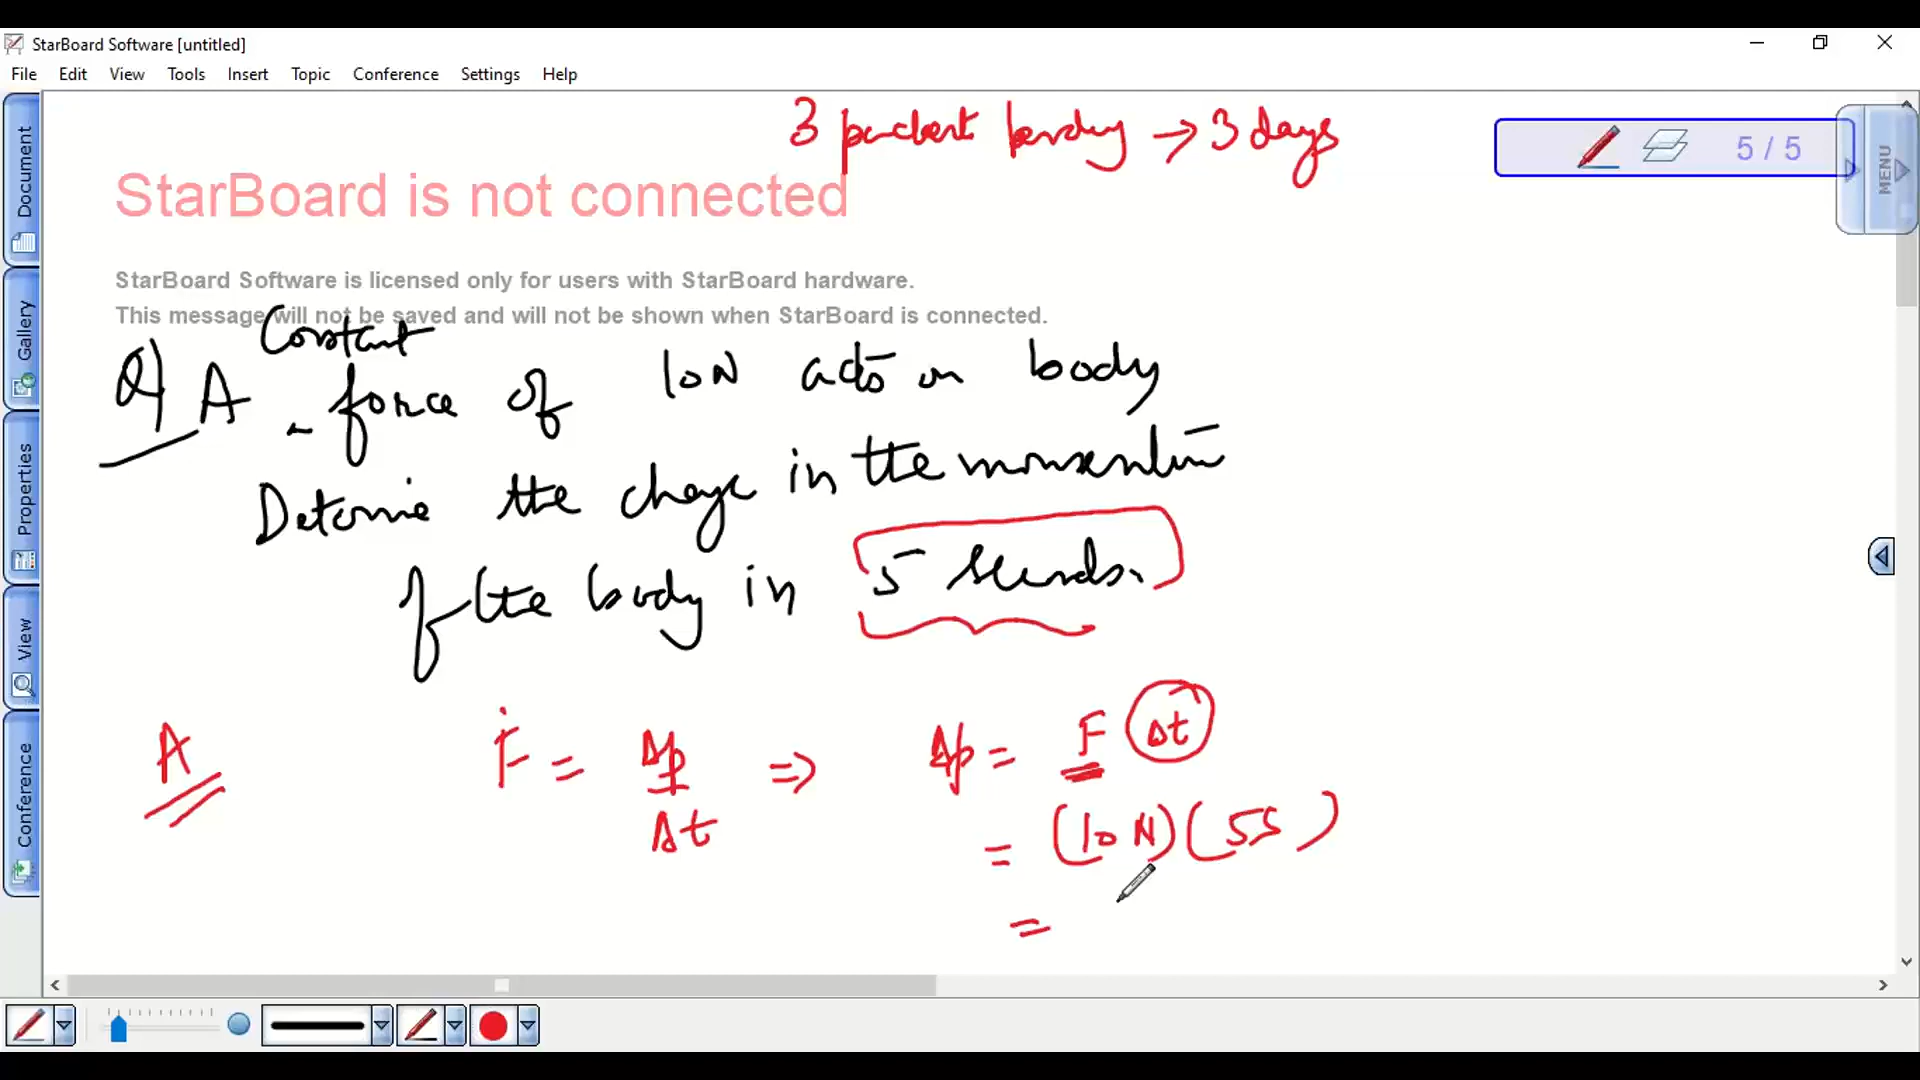 StarBoard Software [untitled]
File Edit View Tools Insert Topic Conference Settings Help
3 → 3 days
5 / 5
MENU
StarBoard is not connected
StarBoard Software is licensed only for users with StarBoard hardware.
This message will not be saved and will not be shown when StarBoard is connected.
Constant
Q) A force of 10N acts on body
Determine the change in the momentum
of the body in 5 seconds.
A F = Δp/Δt ⇒ Δp = F Δt
= (10 N)(5s)
=
Document
Gallery
Properties
View
Conference